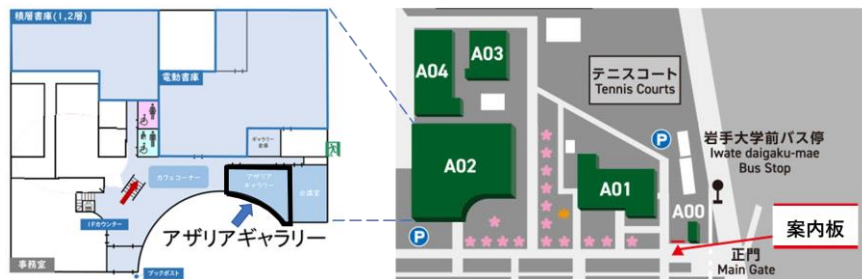 積層書庫(1,2層)
電動書庫
ギャラリー
倉庫
カフェコーナー
アザリア
ギャラリー
会議室
1Fカウンター
アザリアギャラリー
事務室
ブックポスト
A04
A03
テニスコート
Tennis Courts
P
岩手大学前バス停
Iwate daigaku-mae
Bus Stop
A02
A01
A00
P
案内板
正門
Main Gate